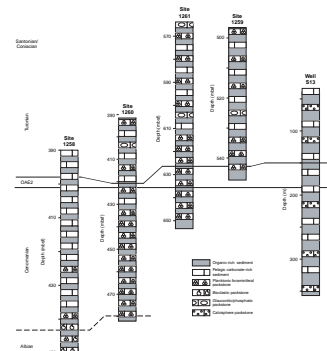 Santonian/
Coniacian
Turonian
OAE2
Cenomanian
Albian
Site
1258
390
410
430
Depth (mbsf)
Site
1260
390
410
430
450
470
Depth (mbsf)
Site
1261
570
590
610
630
650
Depth (mbsf)
Site
1259
500
520
540
Depth (mbsf)
Well
S13
100
200
300
Depth (m)
Organic-rich sediment
Pelagic carbonate-rich
sediment
Planktonic foraminiferal
packstone
Bioclastic packstone
Glauconitic/phosphatic
packstone
Calcisphere packstone